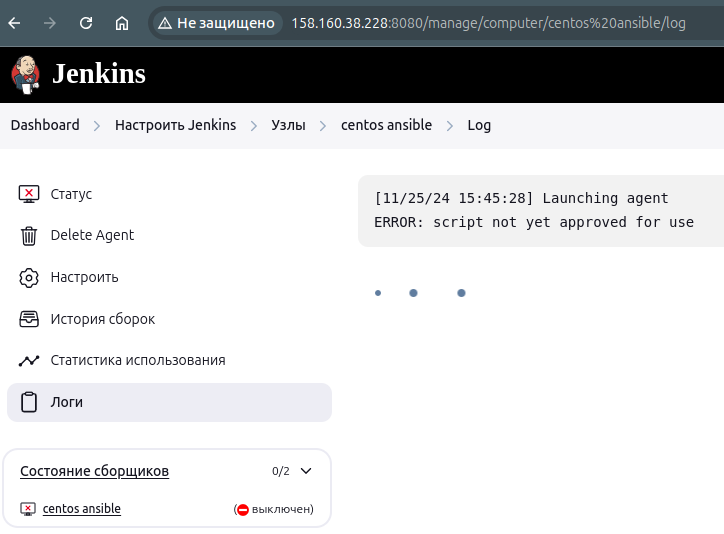 Не защищено 158.160.38.228:8080/manage/computer/centos%20ansible/log
Jenkins
Dashboard > Настроить Jenkins > Узлы > centos ansible > Log
Статус
Delete Agent
Настроить
История сборок
Статистика использования
Логи
Состояние сборщиков 0/2
centos ansible (выключен)
[11/25/24 15:45:28] Launching agent
ERROR: script not yet approved for use